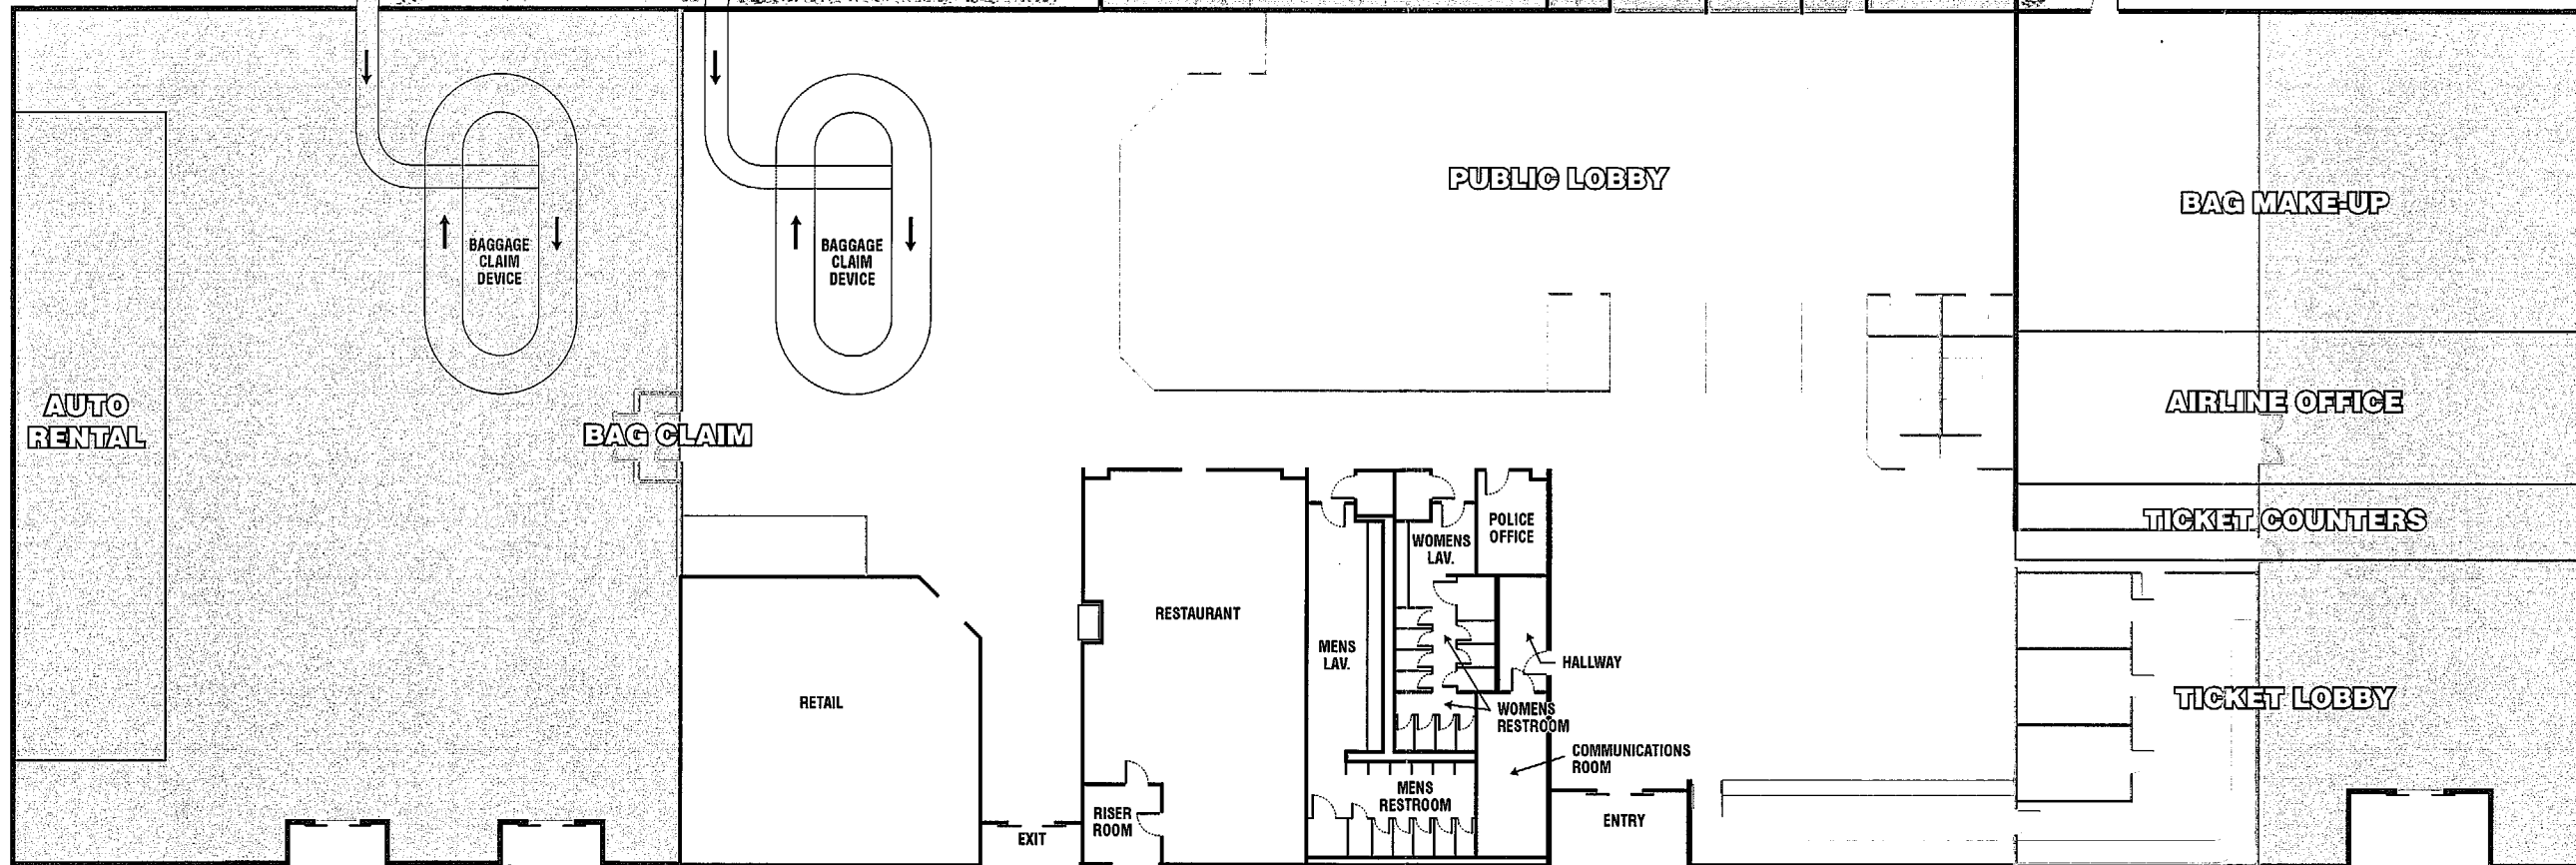 PUBLIC LOBBY
BAG MAKE-UP
BAGGAGE
CLAIM
DEVICE
BAGGAGE
CLAIM
DEVICE
AUTO
RENTAL
BAG CLAIM
AIRLINE OFFICE
TICKET COUNTERS
POLICE
OFFICE
WOMENS
LAV.
RESTAURANT
MENS
LAV.
HALLWAY
RETAIL
WOMENS
RESTROOM
TICKET LOBBY
COMMUNICATIONS
ROOM
MENS
RESTROOM
RISER
ROOM
ENTRY
EXIT